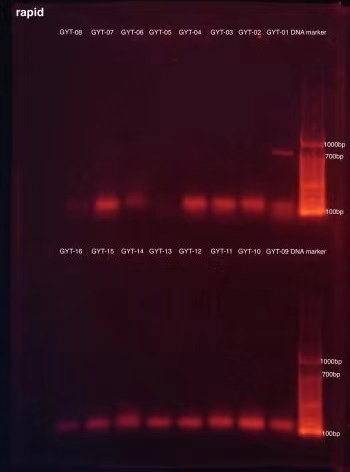 rapid
GYT-08 GYT-07 GYT-06 GYT-05 GYT-04 GYT-03 GYT-02 GYT-01 DNA marker
1000bp
700bp
100bp
GYT-16 GYT-15 GYT-14 GYT-13 GYT-12 GYT-11 GYT-10 GYT-09 DNA marker
1000bp
700bp
100bp